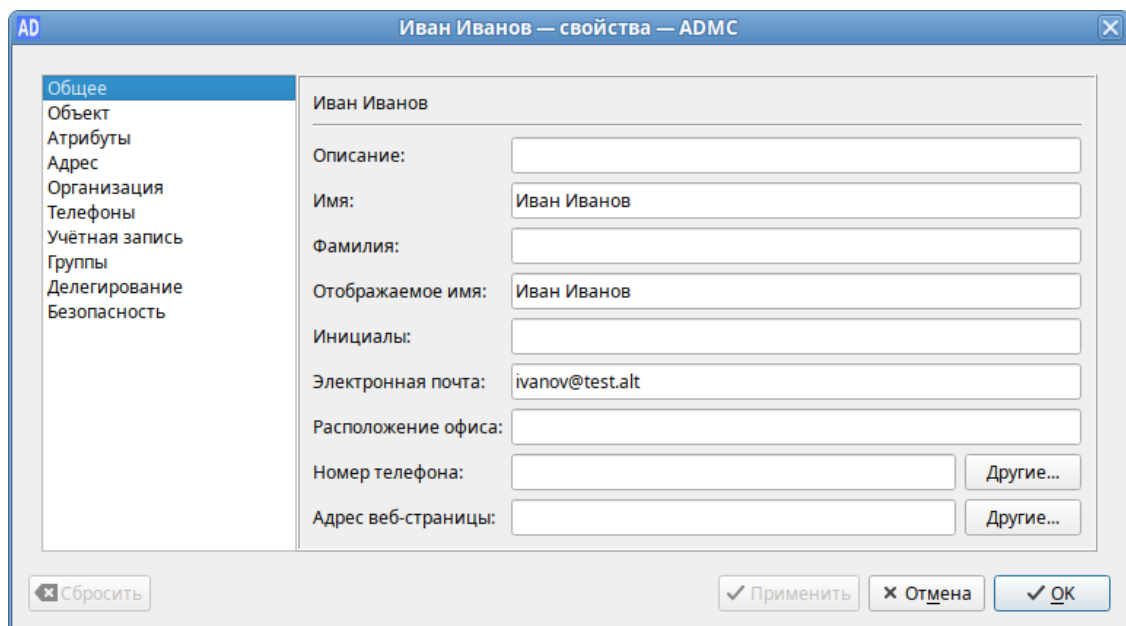 AD Иван Иванов — свойства — ADMC
Общее
Объект
Атрибуты
Адрес
Организация
Телефоны
Учётная запись
Группы
Делегирование
Безопасность
Иван Иванов
Описание:
Имя: Иван Иванов
Фамилия:
Отображаемое имя: Иван Иванов
Инициалы:
Электронная почта: ivanov@test.alt
Расположение офиса:
Номер телефона: Другие...
Адрес веб-страницы: Другие...
Сбросить Применить Отмена OK